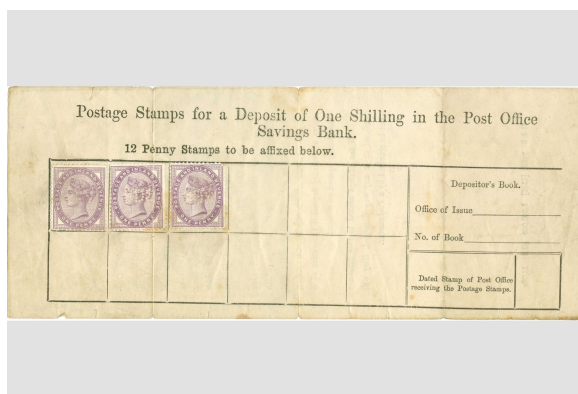 Postage Stamps for a Deposit of One Shilling in the Post Office
Savings Bank.
12 Penny Stamps to be affixed below.
Depositor's Book.
Office of Issue
No. of Book
Dated Stamp of Post Office
receiving the Postage Stamps.